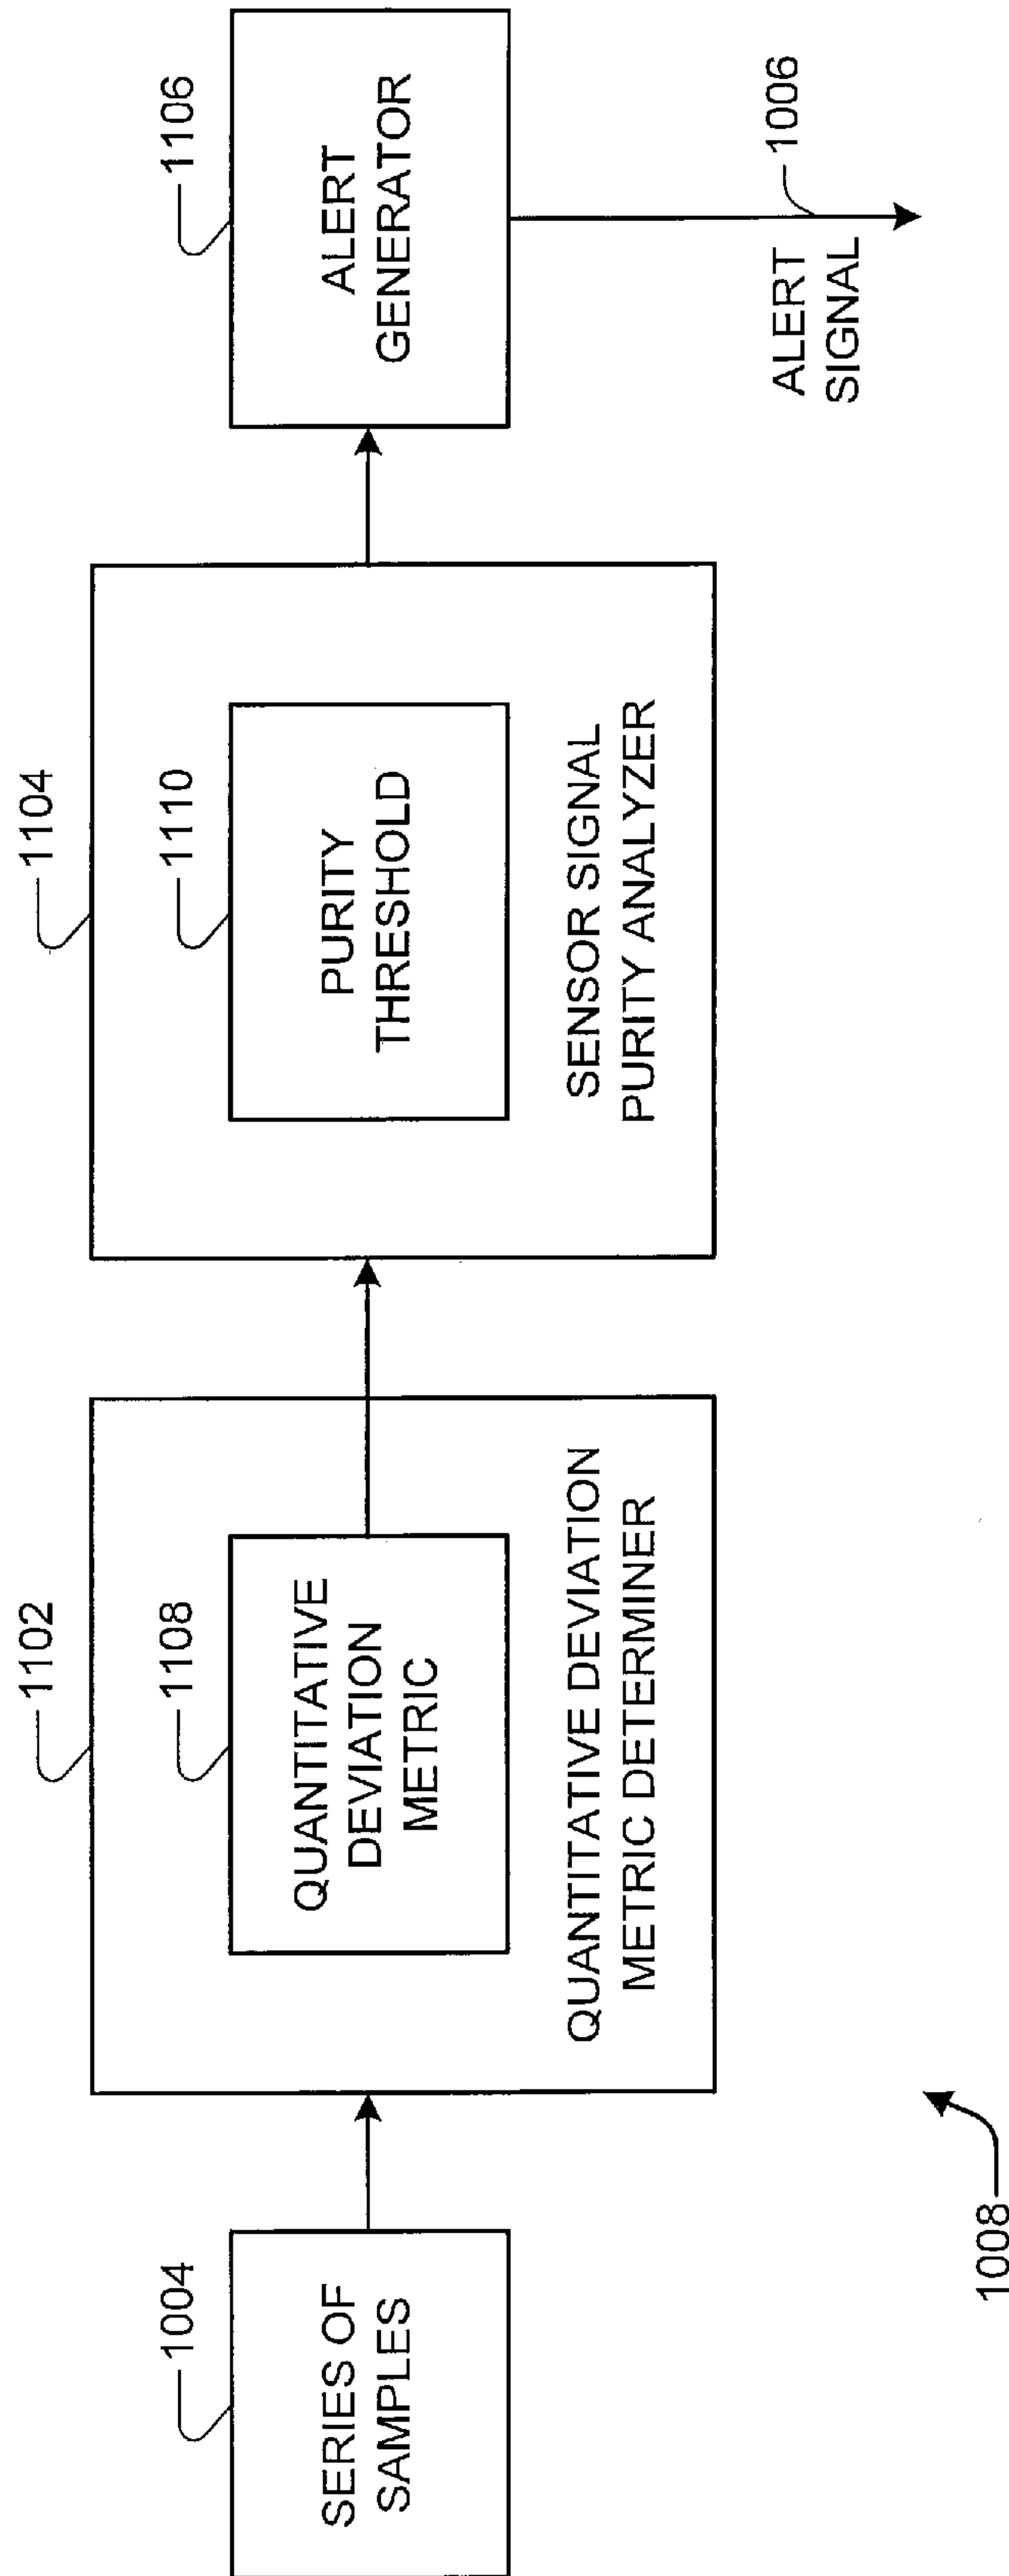 1004
SERIES OF
SAMPLES
1102
1108
QUANTITATIVE
DEVIATION
METRIC
QUANTITATIVE DEVIATION
METRIC DETERMINER
1104
1110
PURITY
THRESHOLD
SENSOR SIGNAL
PURITY ANALYZER
1106
ALERT
GENERATOR
ALERT
SIGNAL
1006
1008